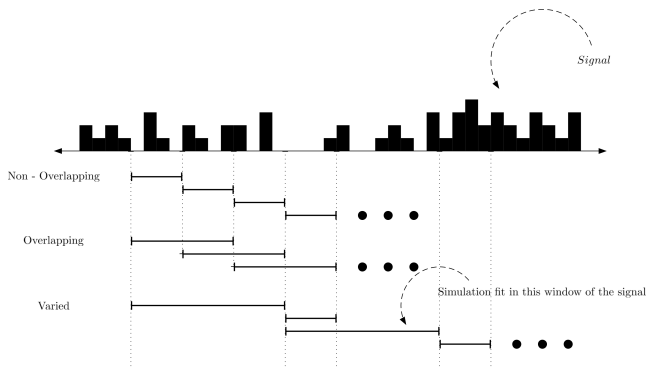 Signal
Non - Overlapping
Overlapping
Simulation fit in this window of the signal
Varied